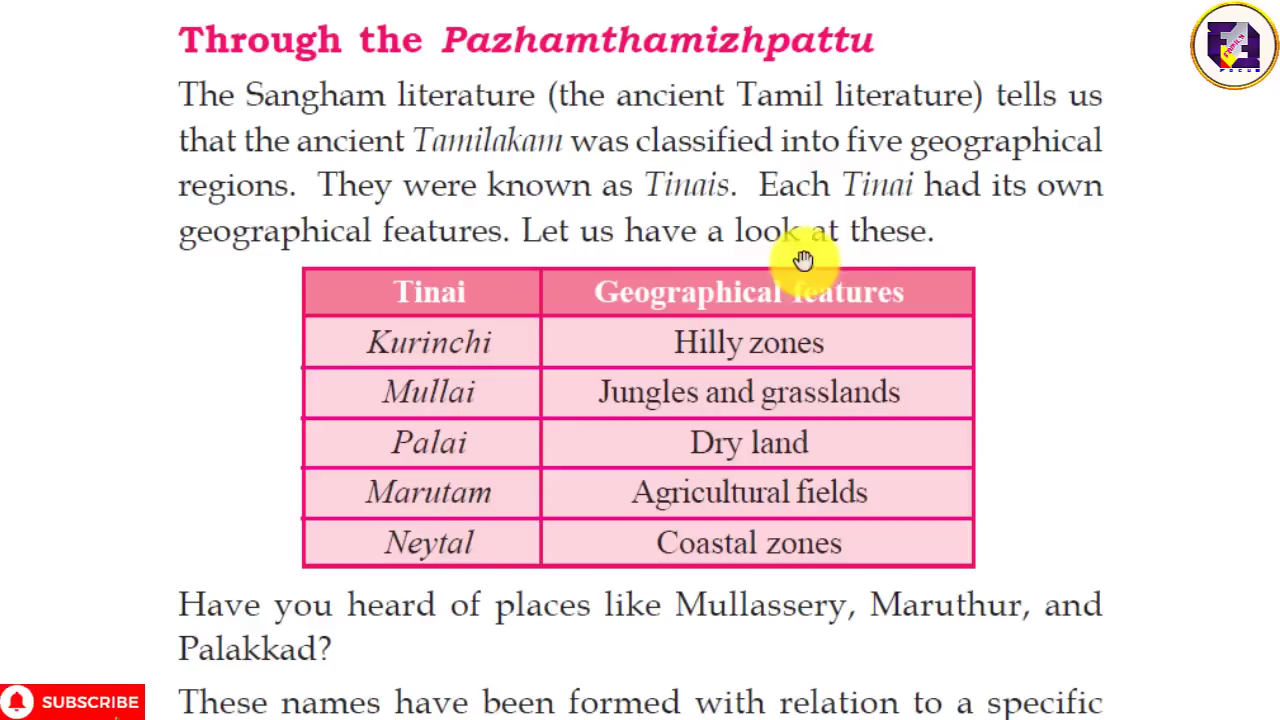 Through the Pazhamthamizhpattu
The Sangham literature (the ancient Tamil literature) tells us
that the ancient Tamilakam was classified into five geographical
regions. They were known as Tinais. Each Tinai had its own
geographical features. Let us have a look at these.
Tinai Geographical features
Kurinchi Hilly zones
Mullai Jungles and grasslands
Palai Dry land
Marutam Agricultural fields
Neytal Coastal zones
Have you heard of places like Mullassery, Maruthur, and
Palakkad?
SUBSCRIBE
These names have been formed with relation to a specific